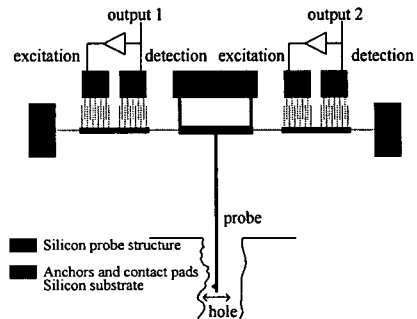 output 1
output 2
excitation
detection
excitation
detection
probe
Silicon probe structure
Anchors and contact pads
Silicon substrate
hole